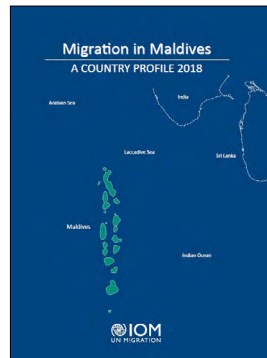 Migration in Maldives
A COUNTRY PROFILE 2018
India
Arabian Sea
Laccadive Sea
Sri Lanka
Maldives
Indian Ocean
IOM
UN MIGRATION